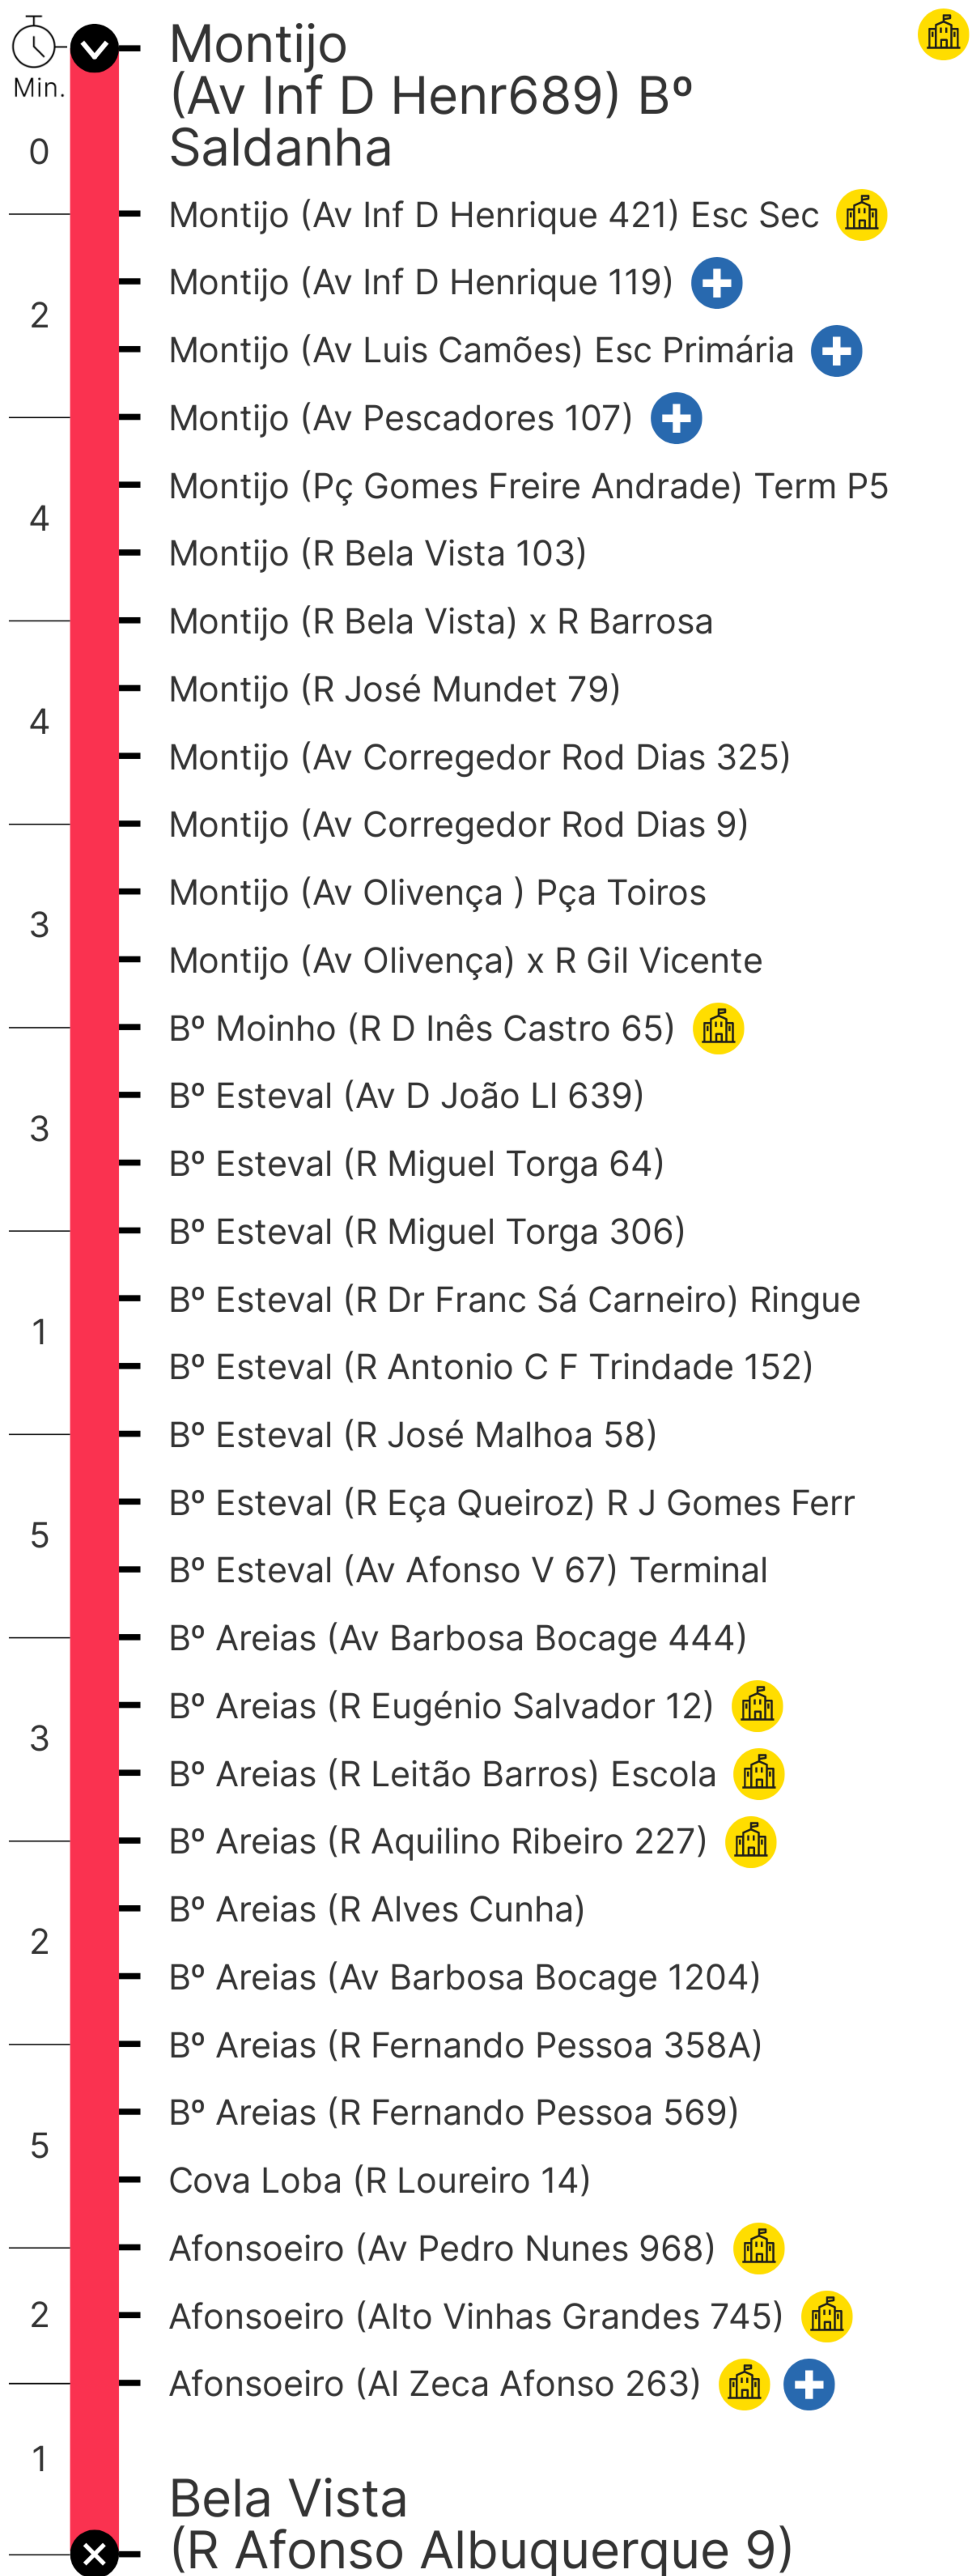 Montijo
(Av Inf D Henr689) Bº
Saldanha
Min.
0
Montijo (Av Inf D Henrique 421) Esc Sec
Montijo (Av Inf D Henrique 119)
2
Montijo (Av Luis Camões) Esc Primária
Montijo (Av Pescadores 107)
Montijo (Pç Gomes Freire Andrade) Term P5
4
Montijo (R Bela Vista 103)
Montijo (R Bela Vista) x R Barrosa
Montijo (R José Mundet 79)
4
Montijo (Av Corregedor Rod Dias 325)
Montijo (Av Corregedor Rod Dias 9)
Montijo (Av Olivença ) Pça Toiros
3
Montijo (Av Olivença) x R Gil Vicente
Bº Moinho (R D Inês Castro 65)
Bº Esteval (Av D João Ll 639)
3
Bº Esteval (R Miguel Torga 64)
Bº Esteval (R Miguel Torga 306)
Bº Esteval (R Dr Franc Sá Carneiro) Ringue
1
Bº Esteval (R Antonio C F Trindade 152)
Bº Esteval (R José Malhoa 58)
Bº Esteval (R Eça Queiroz) R J Gomes Ferr
5
Bº Esteval (Av Afonso V 67) Terminal
Bº Areias (Av Barbosa Bocage 444)
Bº Areias (R Eugénio Salvador 12)
3
Bº Areias (R Leitão Barros) Escola
Bº Areias (R Aquilino Ribeiro 227)
Bº Areias (R Alves Cunha)
2
Bº Areias (Av Barbosa Bocage 1204)
Bº Areias (R Fernando Pessoa 358A)
Bº Areias (R Fernando Pessoa 569)
5
Cova Loba (R Loureiro 14)
Afonsoeiro (Av Pedro Nunes 968)
2
Afonsoeiro (Alto Vinhas Grandes 745)
Afonsoeiro (Al Zeca Afonso 263)
1
Bela Vista
(R Afonso Albuquerque 9)